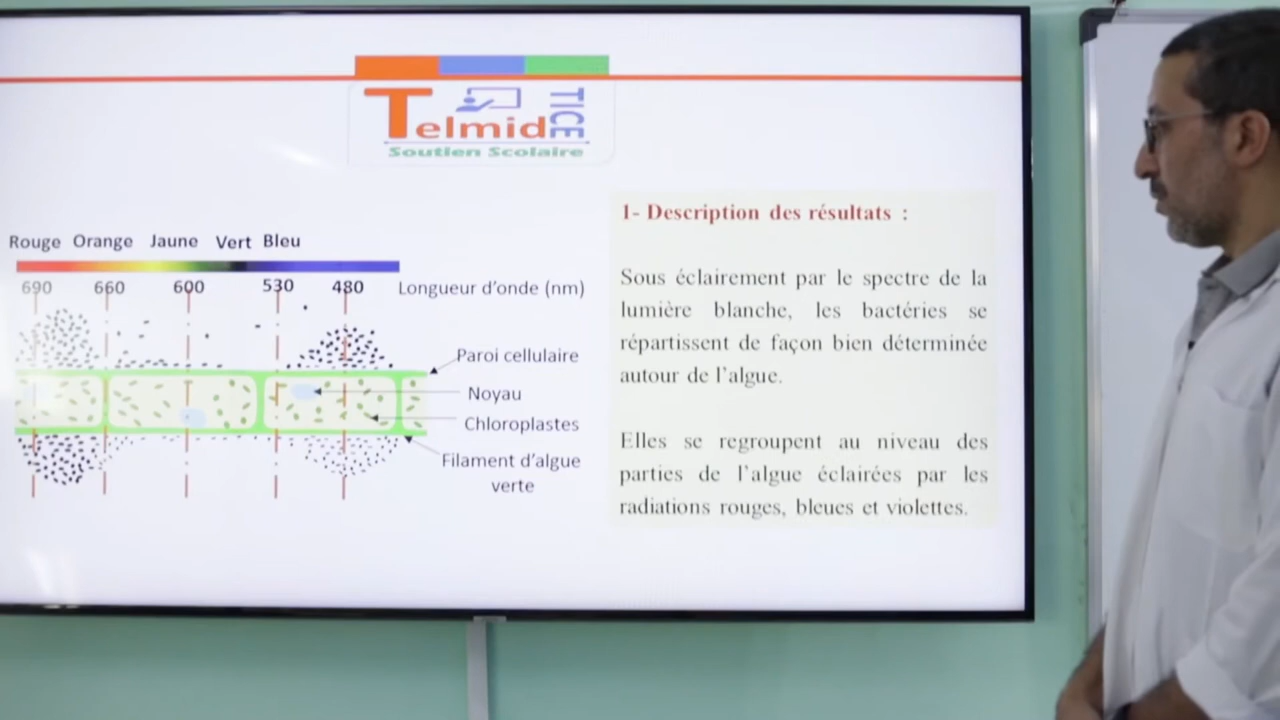 Telmid TICE
Soutien Scolaire
Rouge Orange Jaune Vert Bleu
690 660 600 530 480 Longueur d'onde (nm)
Paroi cellulaire
Noyau
Chloroplastes
Filament d'algue
verte
1- Description des résultats :
Sous éclairement par le spectre de la
lumière blanche, les bactéries se
répartissent de façon bien déterminée
autour de l'algue.
Elles se regroupent au niveau des
parties de l'algue éclairées par les
radiations rouges, bleues et violettes.